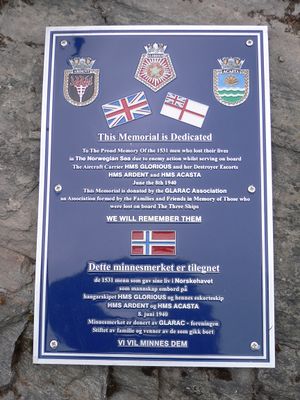 GLORIOUS
ARDENT
ACASTA
This Memorial is Dedicated
To The Proud Memory Of the 1531 men who lost their lives
in The Norwegian Sea due to enemy action whilst serving on board
The Aircraft Carrier HMS GLORIOUS and her Destroyer Escorts
HMS ARDENT and HMS ACASTA
June the 8th 1940
This Memorial is donated by the GLARAC Association
an Association formed by the Families and Friends in Memory of Those who
were lost on board The Three Ships
WE WILL REMEMBER THEM
Dette minnesmerket er tilegnet
de 1531 menn som gav sine liv i Norskehavet
som mannskap ombord på
hangarskipet HMS GLORIOUS og hennes eskorteskip
HMS ARDENT og HMS ACASTA
8. juni 1940
Minnesmerket er donert av GLARAC - foreningen
Stiftet av familie og venner av de som gikk bort
VI VIL MINNES DEM